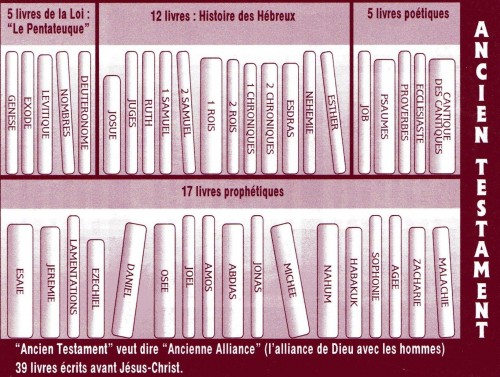 5 livres de la Loi :
"Le Pentateuque"
12 livres : Histoire des Hébreux
5 livres poétiques
GENESE
EXODE
LEVITIQUE
NOMBRES
DEUTERONOME
JOSUE
JUGES
RUTH
1 SAMUEL
2 SAMUEL
1 ROIS
2 ROIS
1 CHRONIQUES
2 CHRONIQUES
ESDRAS
NEHEMIE
ESTHER
JOB
PSAUMES
PROVERBES
ECCLESIASTE
CANTIQUE
DES CANTIQUES
17 livres prophétiques
ESAIE
JEREMIE
LAMENTATIONS
EZECHIEL
DANIEL
OSEE
JOEL
AMOS
ABDIAS
JONAS
MICHEE
NAHUM
HABAKUK
SOPHONIE
AGEE
ZACHARIE
MALACHIE
"Ancien Testament" veut dire "Ancienne Alliance" (l'alliance de Dieu avec les hommes)
39 livres écrits avant Jésus-Christ.
ANCIEN TESTAMENT